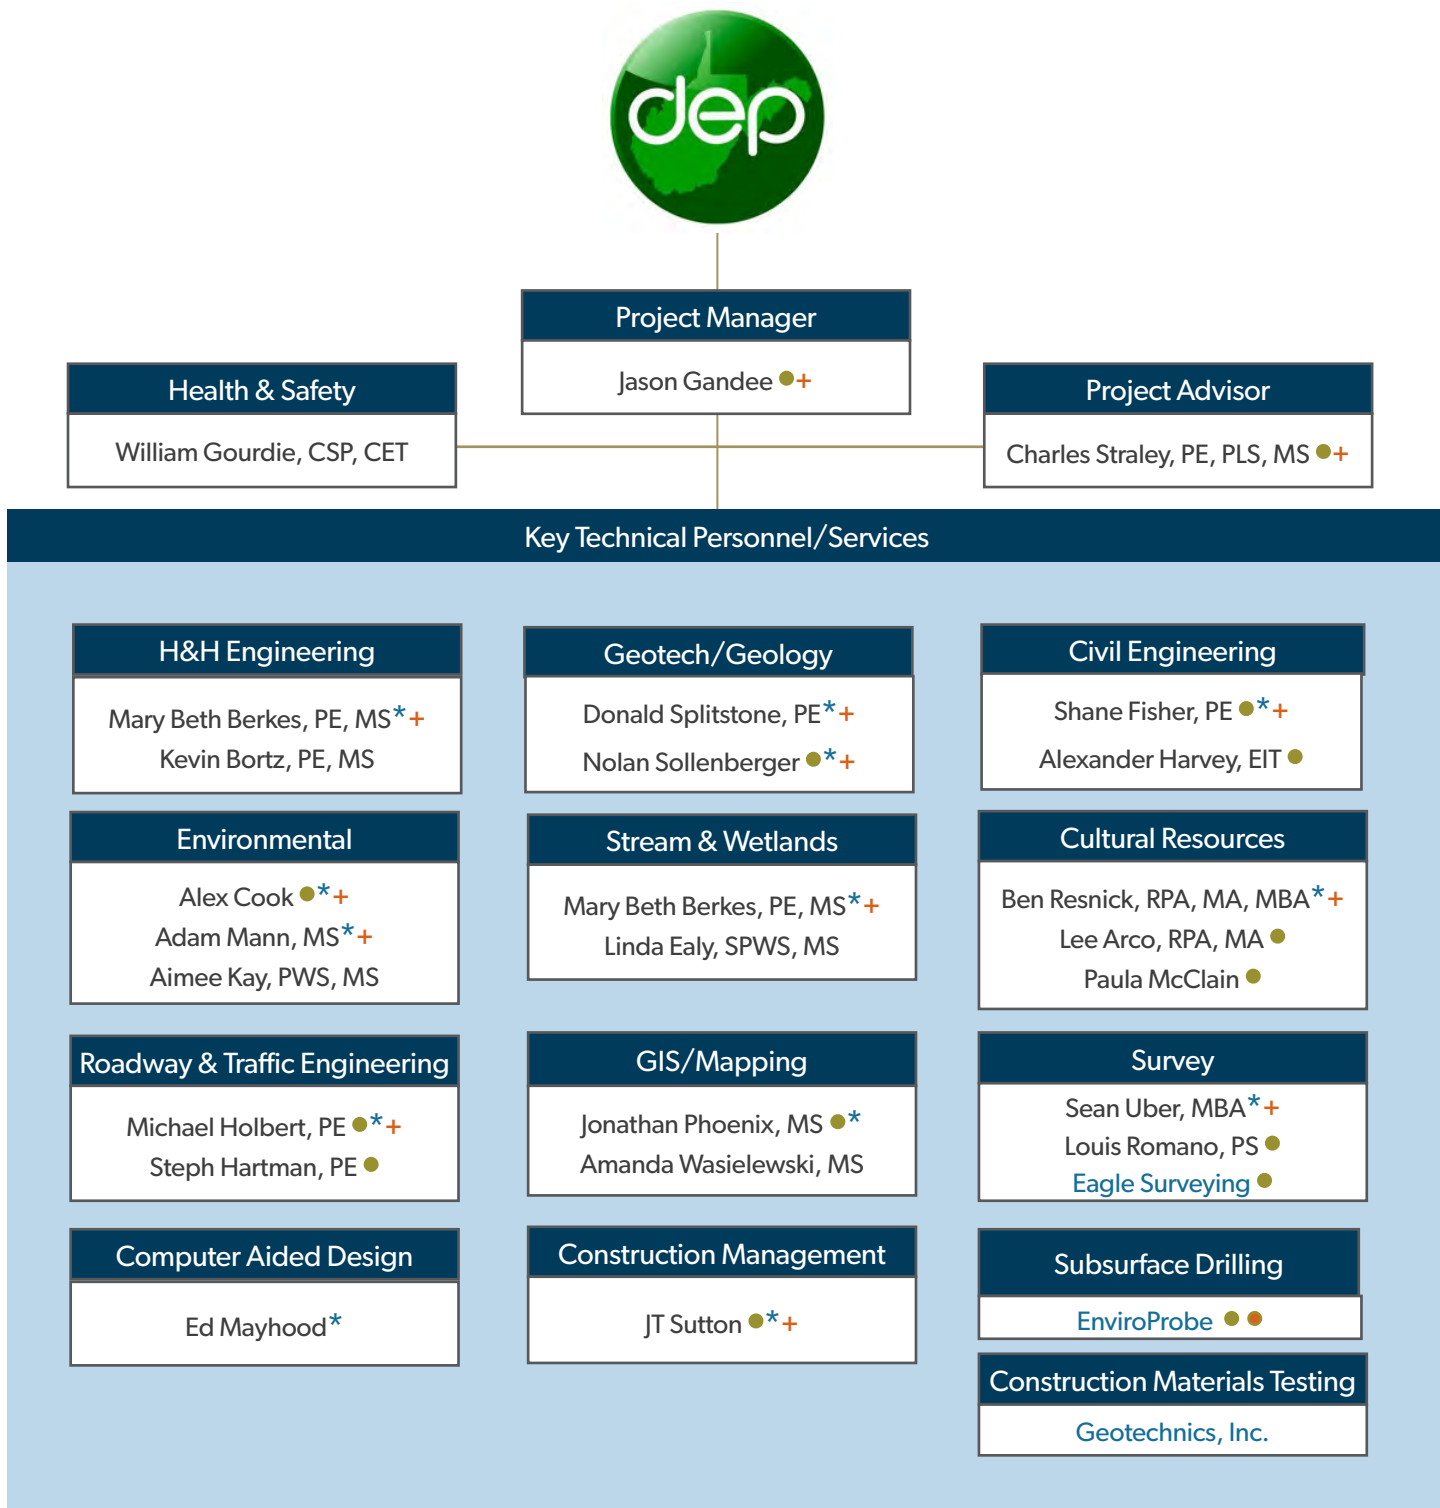 dep
Project Manager
Jason Gandee ●+
Health & Safety
William Gourdie, CSP, CET
Project Advisor
Charles Straley, PE, PLS, MS ●+
Key Technical Personnel/Services
H&H Engineering
Mary Beth Berkes, PE, MS*+
Kevin Bortz, PE, MS
Geotech/Geology
Donald Splitstone, PE*+
Nolan Sollenberger ●*+
Civil Engineering
Shane Fisher, PE ●*+
Alexander Harvey, EIT ●
Environmental
Alex Cook ●*+
Adam Mann, MS*+
Aimee Kay, PWS, MS
Stream & Wetlands
Mary Beth Berkes, PE, MS*+
Linda Ealy, SPWS, MS
Cultural Resources
Ben Resnick, RPA, MA, MBA*+
Lee Arco, RPA, MA ●
Paula McClain ●
Roadway & Traffic Engineering
Michael Holbert, PE ●*+
Steph Hartman, PE ●
GIS/Mapping
Jonathan Phoenix, MS ●*
Amanda Wasielewski, MS
Survey
Sean Uber, MBA*+
Louis Romano, PS ●
Eagle Surveying ●
Computer Aided Design
Ed Mayhood*
Construction Management
JT Sutton ●*+
Subsurface Drilling
EnviroProbe ● ●
Construction Materials Testing
Geotechnics, Inc.